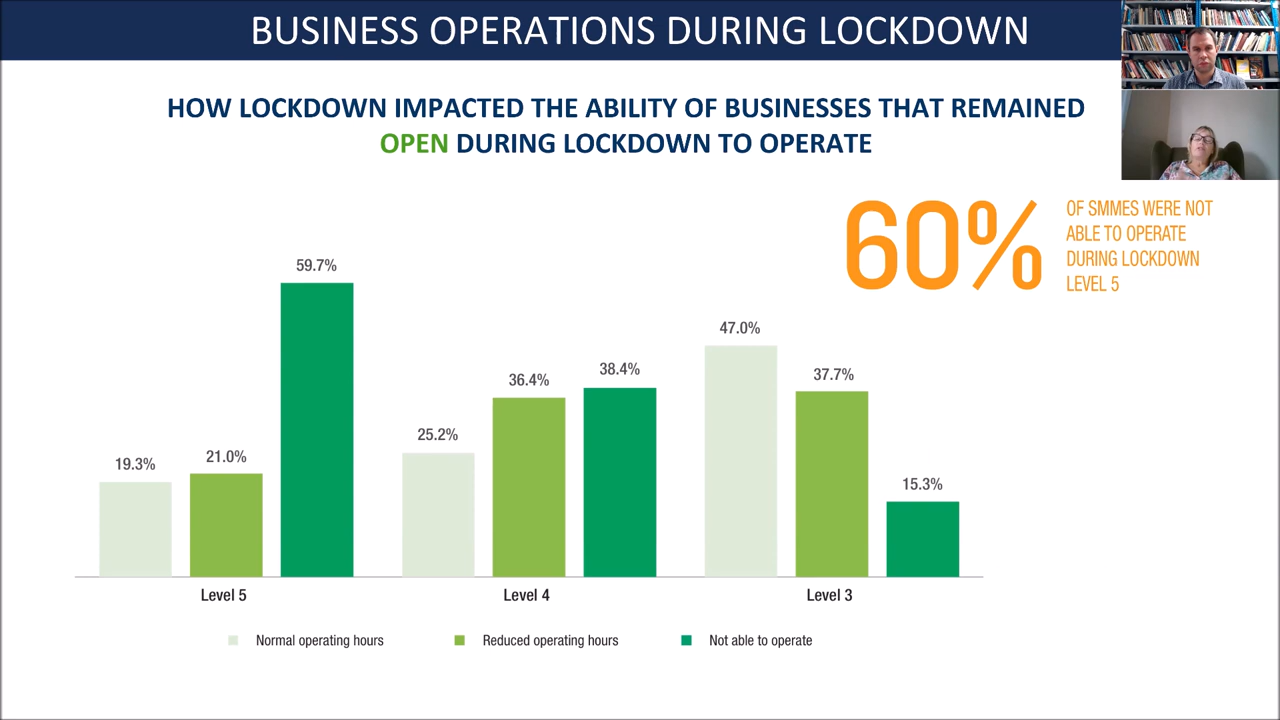 BUSINESS OPERATIONS DURING LOCKDOWN
HOW LOCKDOWN IMPACTED THE ABILITY OF BUSINESSES THAT REMAINED
OPEN DURING LOCKDOWN TO OPERATE
60%
OF SMMES WERE NOT
ABLE TO OPERATE
DURING LOCKDOWN
LEVEL 5
19.3%
21.0%
59.7%
25.2%
36.4%
38.4%
47.0%
37.7%
15.3%
Level 5
Level 4
Level 3
Normal operating hours
Reduced operating hours
Not able to operate